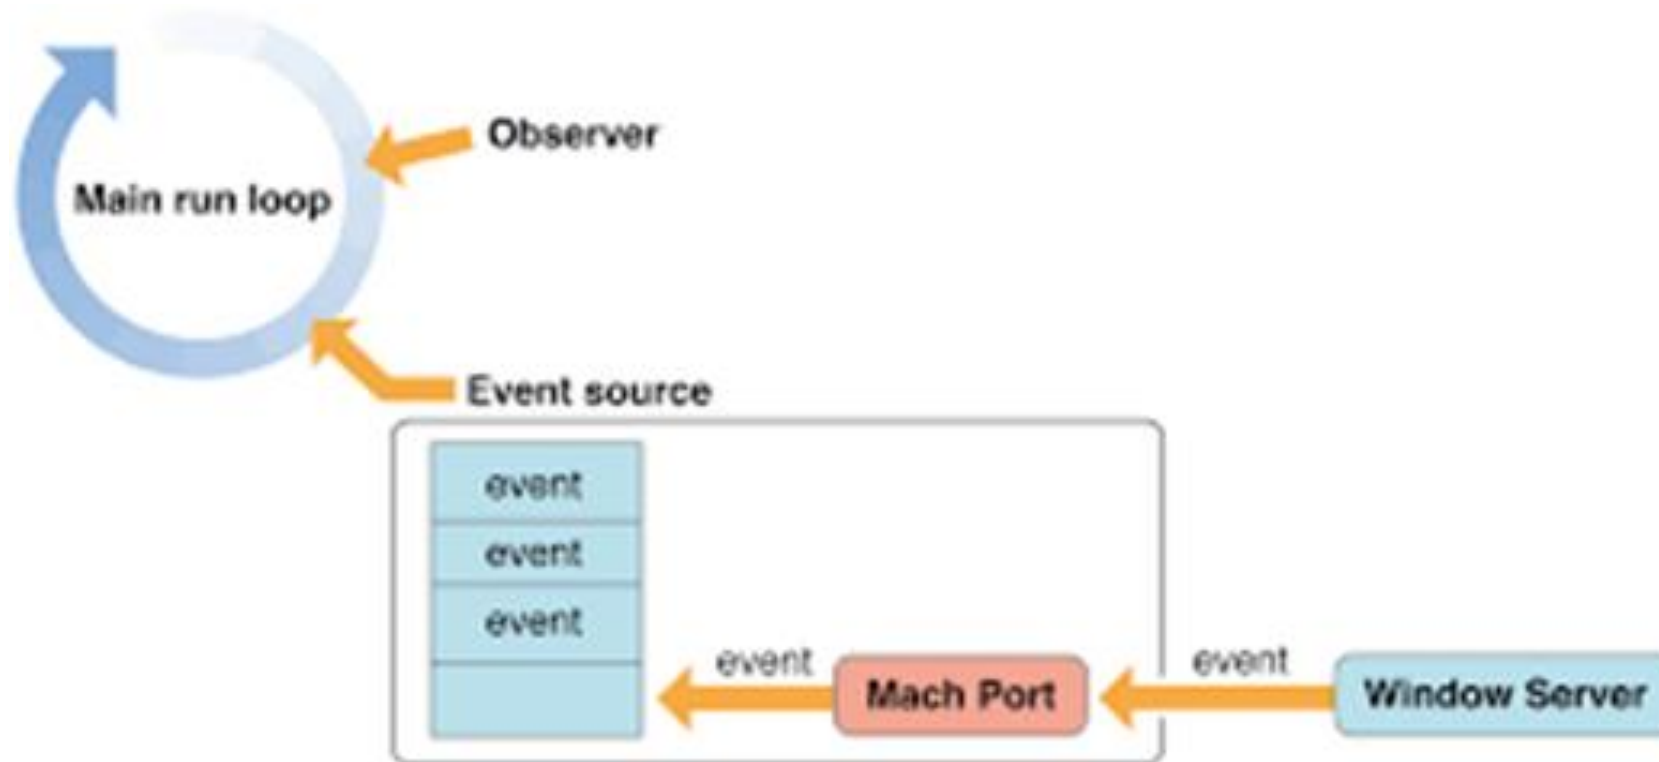 Observer
Main run loop
Event source
event
event
event
event
event
Mach Port
Window Server